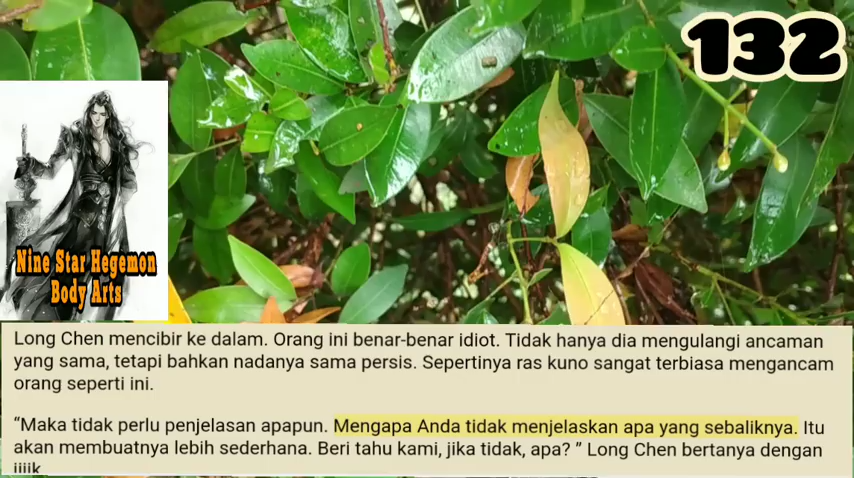 132
Nine Star Hegemon
Body Arts
Long Chen mencibir ke dalam. Orang ini benar-benar idiot. Tidak hanya dia mengulangi ancaman
yang sama, tetapi bahkan nadanya sama persis. Sepertinya ras kuno sangat terbiasa mengancam
orang seperti ini.
“Maka tidak perlu penjelasan apapun. Mengapa Anda tidak menjelaskan apa yang sebaliknya. Itu
akan membuatnya lebih sederhana. Beri tahu kami, jika tidak, apa? ” Long Chen bertanya dengan